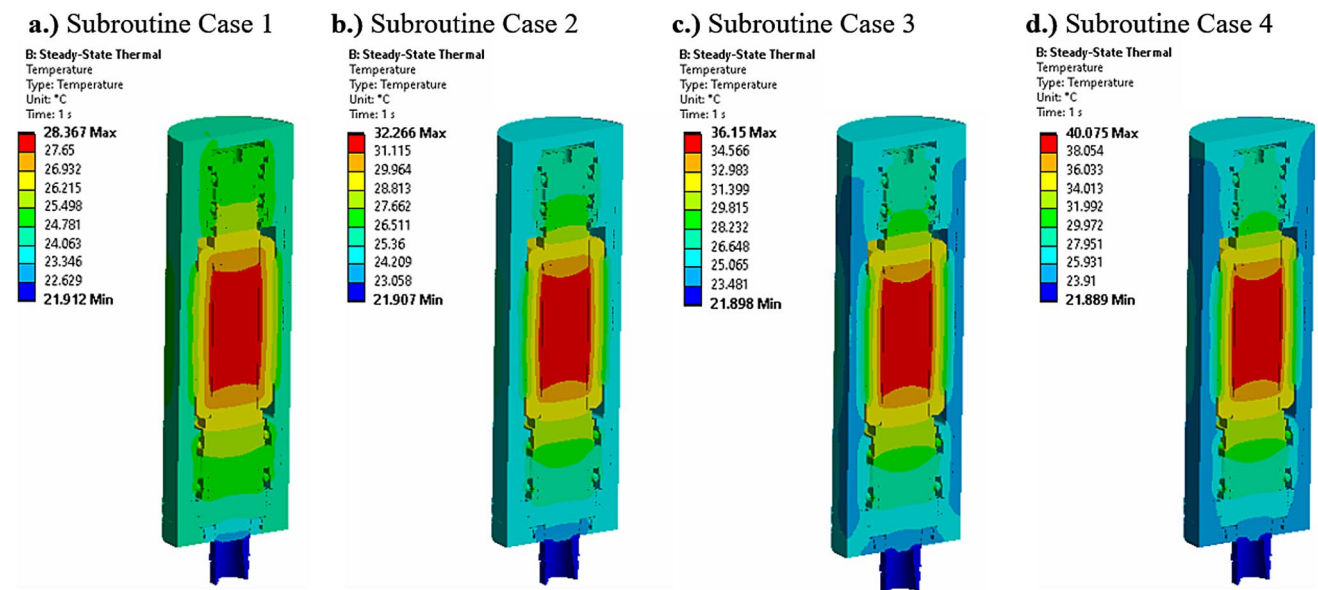 a.) Subroutine Case 1
B: Steady-State Thermal
Temperature
Type: Temperature
Unit: °C
Time: 1 s
28.367 Max
27.65
26.932
26.215
25.498
24.781
24.063
23.346
22.629
21.912 Min
b.) Subroutine Case 2
B: Steady-State Thermal
Temperature
Type: Temperature
Unit: °C
Time: 1 s
32.266 Max
31.115
29.964
28.813
27.662
26.511
25.36
24.209
23.058
21.907 Min
c.) Subroutine Case 3
B: Steady-State Thermal
Temperature
Type: Temperature
Unit: °C
Time: 1 s
36.15 Max
34.566
32.983
31.399
29.815
28.232
26.648
25.065
23.481
21.898 Min
d.) Subroutine Case 4
B: Steady-State Thermal
Temperature
Type: Temperature
Unit: °C
Time: 1 s
40.075 Max
38.054
36.033
34.013
31.992
29.972
27.951
25.931
23.91
21.889 Min